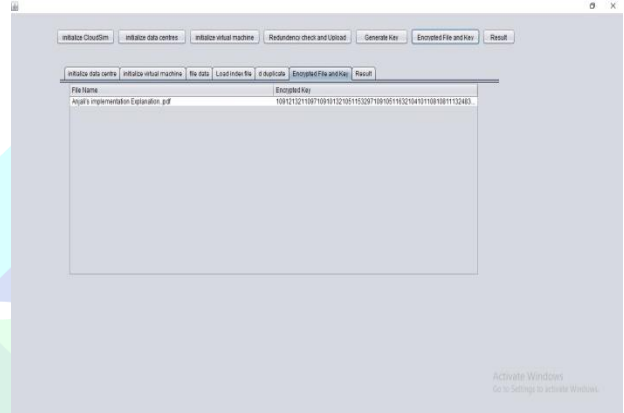 initialize CloudSim initialize data centres initialize virtual machine Redundency check and Upload Generate Key Encrypted File and Key Result
initialize data centre initialize virtual machine file data Load index file d duplicate Encrypted File and Key Result
File Name Encrypted Key
Anjali's implementation Explanation .pdf
Activate Windows
Go to Settings to activate Windows.